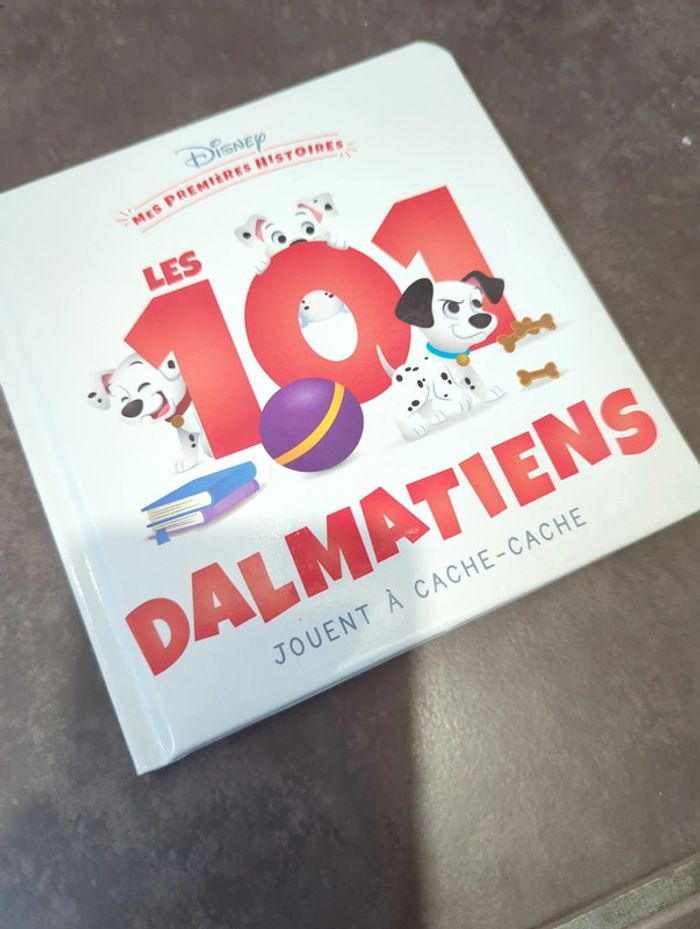 Disney
MES PREMIÈRES HISTOIRES
LES
101
DALMATIENS
JOUENT À CACHE-CACHE